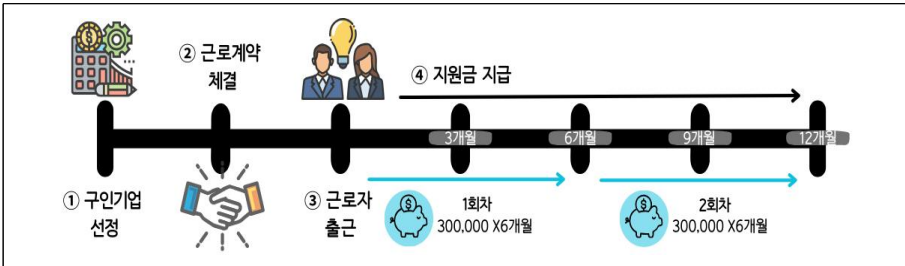 ② 근로계약
체결
④ 지원금 지급
3개월
6개월
9개월
12개월
① 구인기업
선정
③ 근로자
출근
1회차
300,000 X6개월
2회차
300,000 X6개월